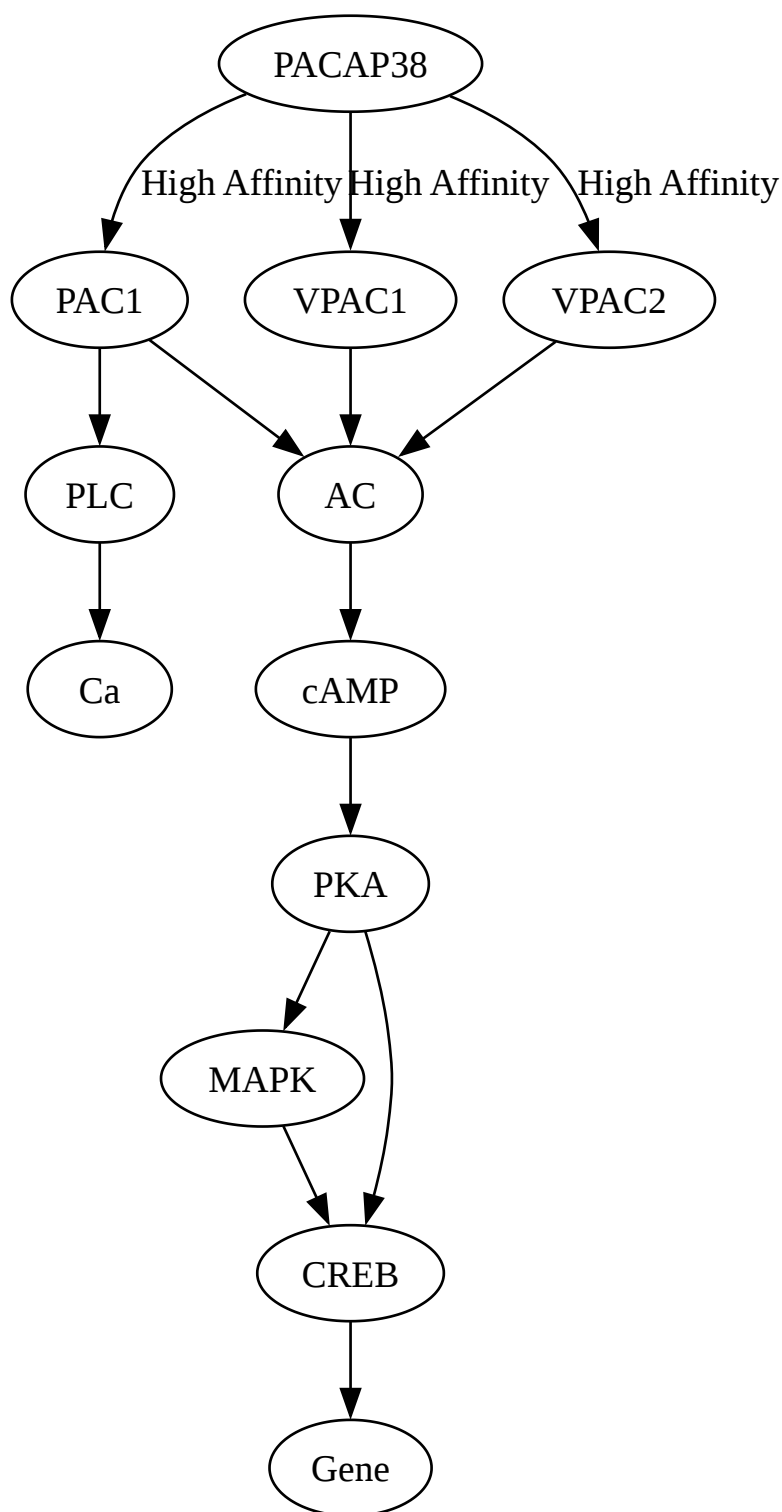 PACAP38
High Affinity High Affinity High Affinity
PAC1 VPAC1 VPAC2
PLC AC
Ca cAMP
PKA
MAPK
CREB
Gene